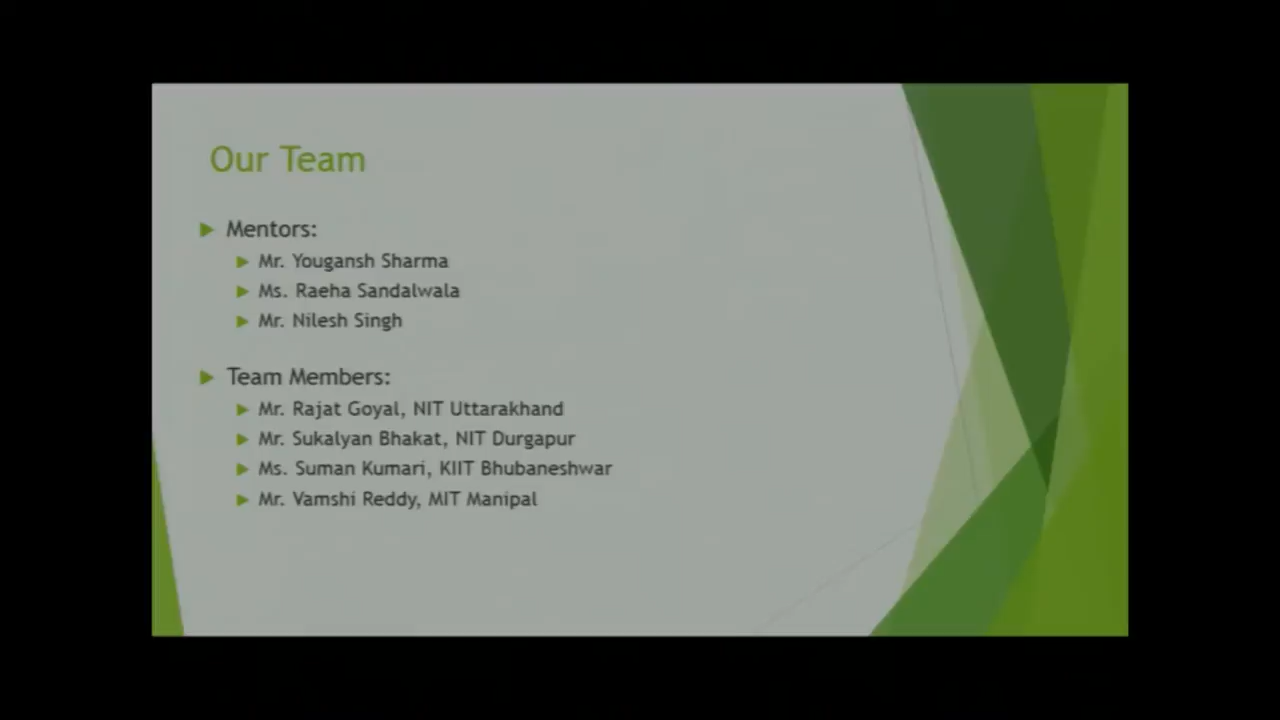 Our Team
Mentors:
Mr. Yougansh Sharma
Ms. Raeha Sandalwala
Mr. Nilesh Singh
Team Members:
Mr. Rajat Goyal, NIT Uttarakhand
Mr. Sukalyan Bhakat, NIT Durgapur
Ms. Suman Kumari, KIIT Bhubaneshwar
Mr. Vamshi Reddy, MIT Manipal